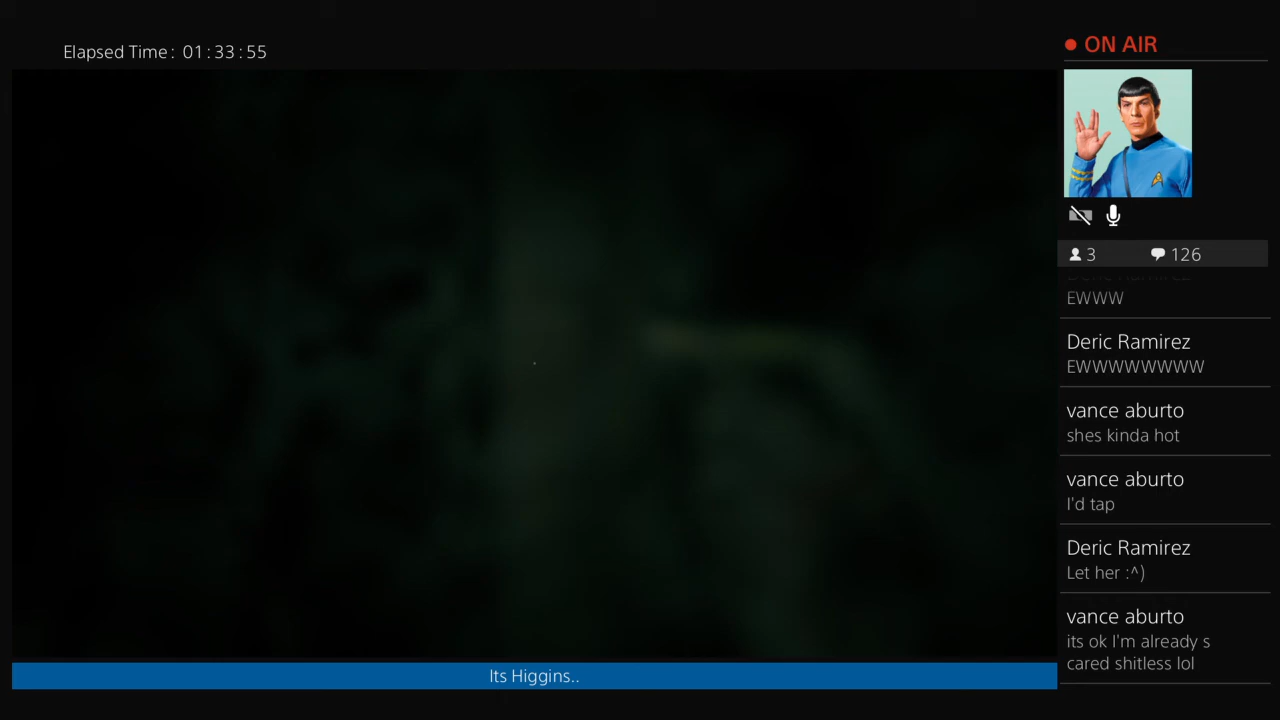 Elapsed Time: 01:33:55
ON AIR
3 126
EWWW
Deric Ramirez
EWWWWWWWW
vance aburto
shes kinda hot
vance aburto
I'd tap
Deric Ramirez
Let her :^)
vance aburto
its ok I'm already s
cared shitless lol
Its Higgins..